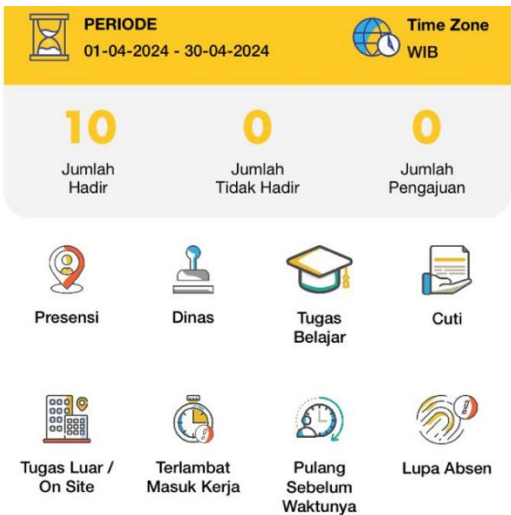 PERIODE
01-04-2024 - 30-04-2024
Time Zone
WIB
10
Jumlah
Hadir
0
Jumlah
Tidak Hadir
0
Jumlah
Pengajuan
Presensi
Dinas
Tugas
Belajar
Cuti
Tugas Luar /
On Site
Terlambat
Masuk Kerja
Pulang
Sebelum
Waktunya
Lupa Absen